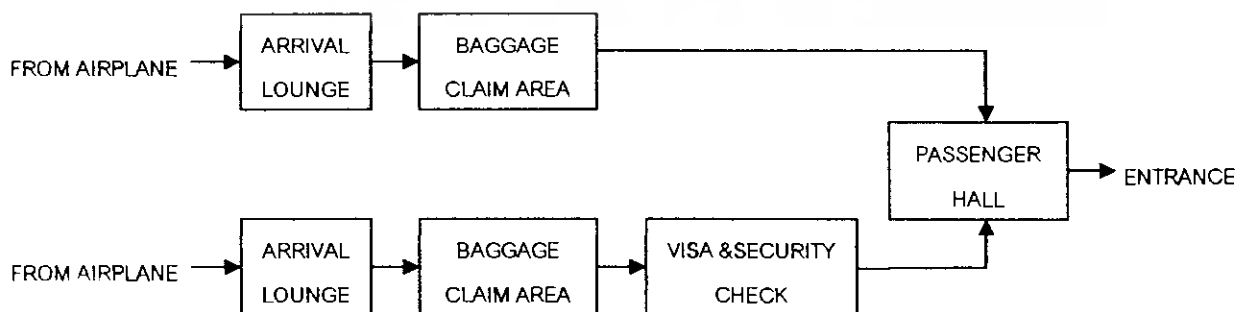 FROM AIRPLANE
ARRIVAL
LOUNGE
BAGGAGE
CLAIM AREA
PASSENGER
HALL
ENTRANCE
FROM AIRPLANE
ARRIVAL
LOUNGE
BAGGAGE
CLAIM AREA
VISA &SECURITY
CHECK